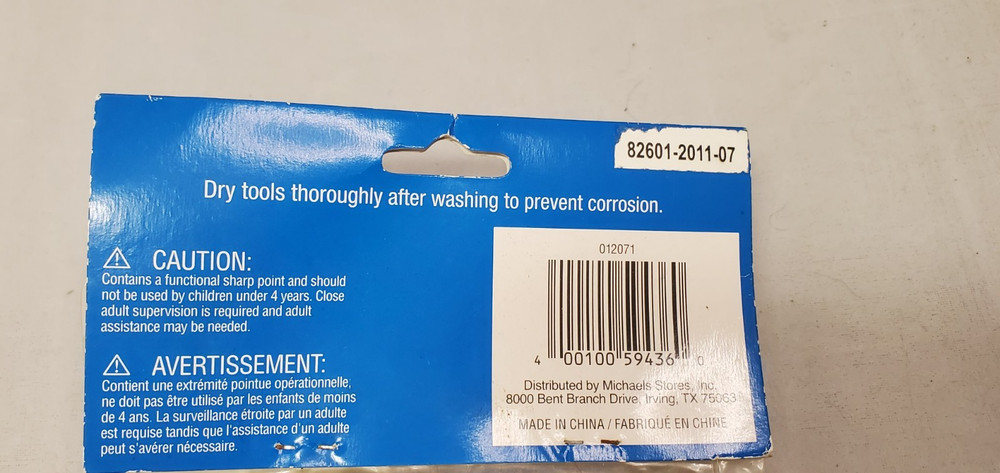 82601-2011-07
Dry tools thoroughly after washing to prevent corrosion.
⚠ CAUTION:
Contains a functional sharp point and should
not be used by children under 4 years. Close
adult supervision is required and adult
assistance may be needed.
⚠ AVERTISSEMENT:
Contient une extrémité pointue opérationnelle,
ne doit pas être utilisé par les enfants de moins
de 4 ans. La surveillance étroite par un adulte
est requise tandis que l'assistance d'un adulte
peut s'avérer nécessaire.
012071
4 00100 59436 0
Distributed by Michaels Stores, Inc.
8000 Bent Branch Drive, Irving, TX 75063
MADE IN CHINA / FABRIQUÉ EN CHINE